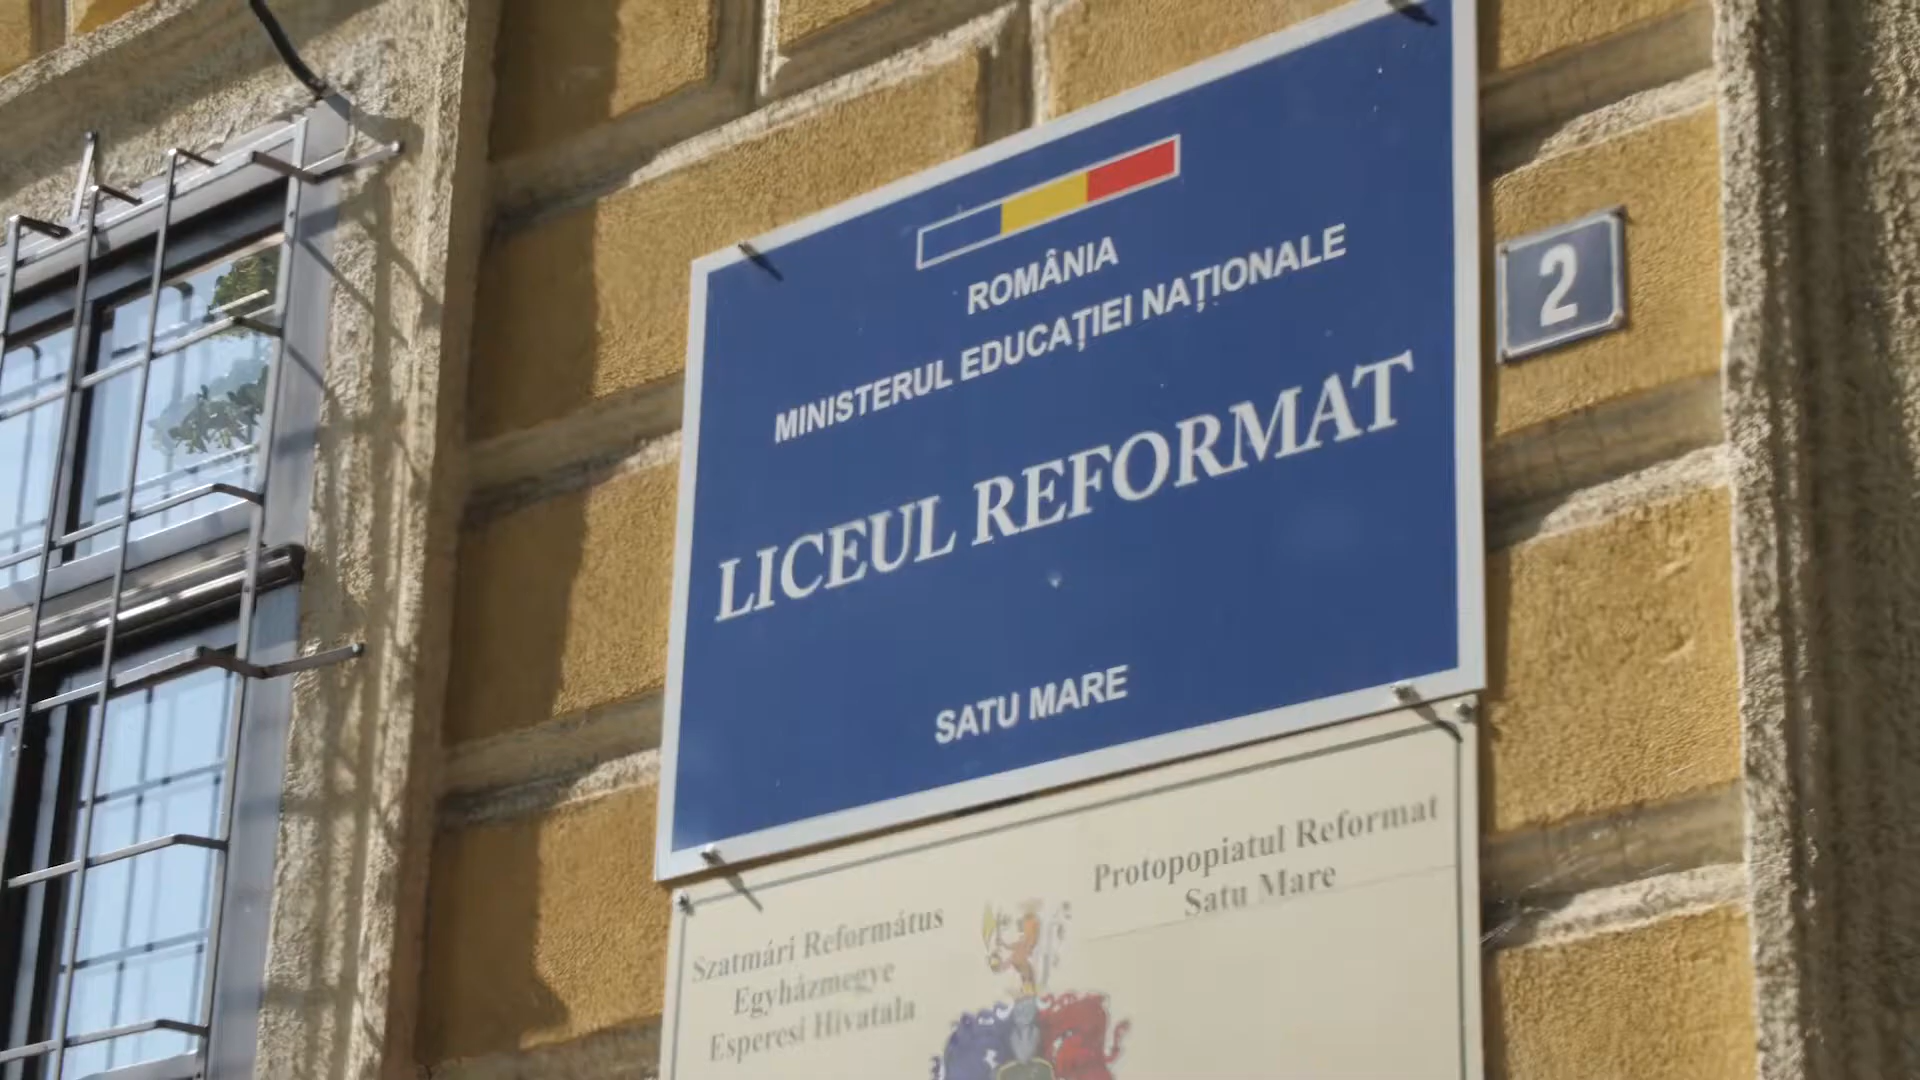 ROMÂNIA
MINISTERUL EDUCAȚIEI NAȚIONALE
LICEUL REFORMAT
SATU MARE
2
Szatmári Református
Egyházmegye
Esperesi Hivatala
Protopopiatul Reformat
Satu Mare